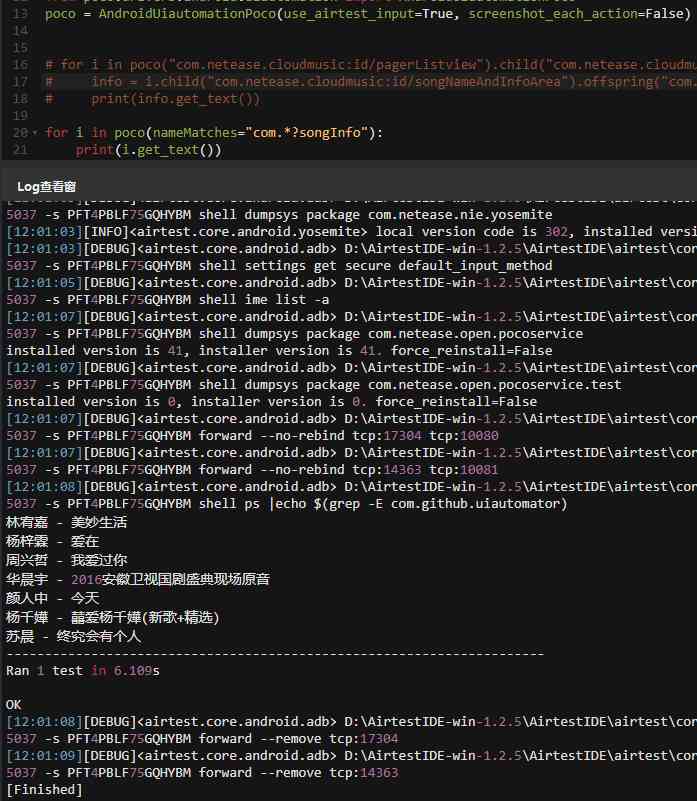 13 poco = AndroidUiautomationPoco(use_airtest_input=True, screenshot_each_action=False)
14
15
16 # for i in poco("com.netease.cloudmusic:id/pagerListview").child("com.netease.cloudmu
17 #     info = i.child("com.netease.cloudmusic:id/songNameAndInfoArea").offspring("com.
18 #     print(info.get_text())
19
20 for i in poco(nameMatches="com.*?songInfo"):
21     print(i.get_text())
Log查看窗
5037 -s PFT4PBLF75GQHYBM shell dumpsys package com.netease.nie.yosemite
[12:01:03][INFO]<airtest.core.android.yosemite> local version code is 302, installed versi
[12:01:03][DEBUG]<airtest.core.android.adb> D:\AirtestIDE-win-1.2.5\AirtestIDE\airtest\cor
5037 -s PFT4PBLF75GQHYBM shell settings get secure default_input_method
[12:01:05][DEBUG]<airtest.core.android.adb> D:\AirtestIDE-win-1.2.5\AirtestIDE\airtest\cor
5037 -s PFT4PBLF75GQHYBM shell ime list -a
[12:01:07][DEBUG]<airtest.core.android.adb> D:\AirtestIDE-win-1.2.5\AirtestIDE\airtest\cor
5037 -s PFT4PBLF75GQHYBM shell dumpsys package com.netease.open.pocoservice
installed version is 41, installer version is 41. force_reinstall=False
[12:01:07][DEBUG]<airtest.core.android.adb> D:\AirtestIDE-win-1.2.5\AirtestIDE\airtest\cor
5037 -s PFT4PBLF75GQHYBM shell dumpsys package com.netease.open.pocoservice.test
installed version is 0, installer version is 0. force_reinstall=False
[12:01:07][DEBUG]<airtest.core.android.adb> D:\AirtestIDE-win-1.2.5\AirtestIDE\airtest\cor
5037 -s PFT4PBLF75GQHYBM forward --no-rebind tcp:17304 tcp:10080
[12:01:07][DEBUG]<airtest.core.android.adb> D:\AirtestIDE-win-1.2.5\AirtestIDE\airtest\cor
5037 -s PFT4PBLF75GQHYBM forward --no-rebind tcp:14363 tcp:10081
[12:01:08][DEBUG]<airtest.core.android.adb> D:\AirtestIDE-win-1.2.5\AirtestIDE\airtest\cor
5037 -s PFT4PBLF75GQHYBM shell ps |echo $(grep -E com.github.uiautomator)
林宥嘉 - 美妙生活
杨梓霖 - 爱在
周兴哲 - 我爱过你
华晨宇 - 2016安徽卫视国剧盛典现场原音
颜人中 - 今天
杨千嬅 - 囍爱杨千嬅(新歌+精选)
苏晨 - 终究会有个人
----------------------------------------------------------------------
Ran 1 test in 6.109s
OK
[12:01:08][DEBUG]<airtest.core.android.adb> D:\AirtestIDE-win-1.2.5\AirtestIDE\airtest\cor
5037 -s PFT4PBLF75GQHYBM forward --remove tcp:17304
[12:01:09][DEBUG]<airtest.core.android.adb> D:\AirtestIDE-win-1.2.5\AirtestIDE\airtest\cor
5037 -s PFT4PBLF75GQHYBM forward --remove tcp:14363
[Finished]